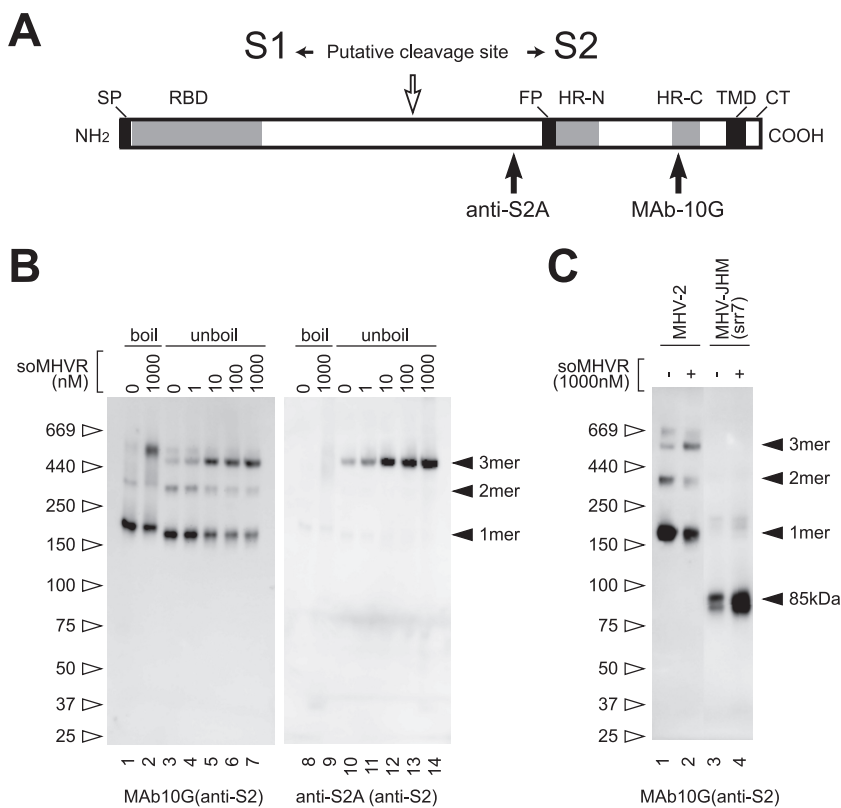 A
S1 ← Putative cleavage site → S2
SP RBD FP HR-N HR-C TMD CT
NH2 COOH
anti-S2A MAb-10G
B
boil unboil boil unboil
soMHVR (nM) 0 1000 0 1 10 100 1000 0 1000 0 1 10 100 1000
669
440
250
150
100
75
50
37
25
3mer
2mer
1mer
1 2 3 4 5 6 7 8 9 10 11 12 13 14
MAb10G(anti-S2) anti-S2A (anti-S2)
C
MHV-2 MHV-JHM (srr7)
soMHVR (1000nM) - + - +
669
440
250
150
100
75
50
37
25
3mer
2mer
1mer
85kDa
1 2 3 4
MAb10G(anti-S2)